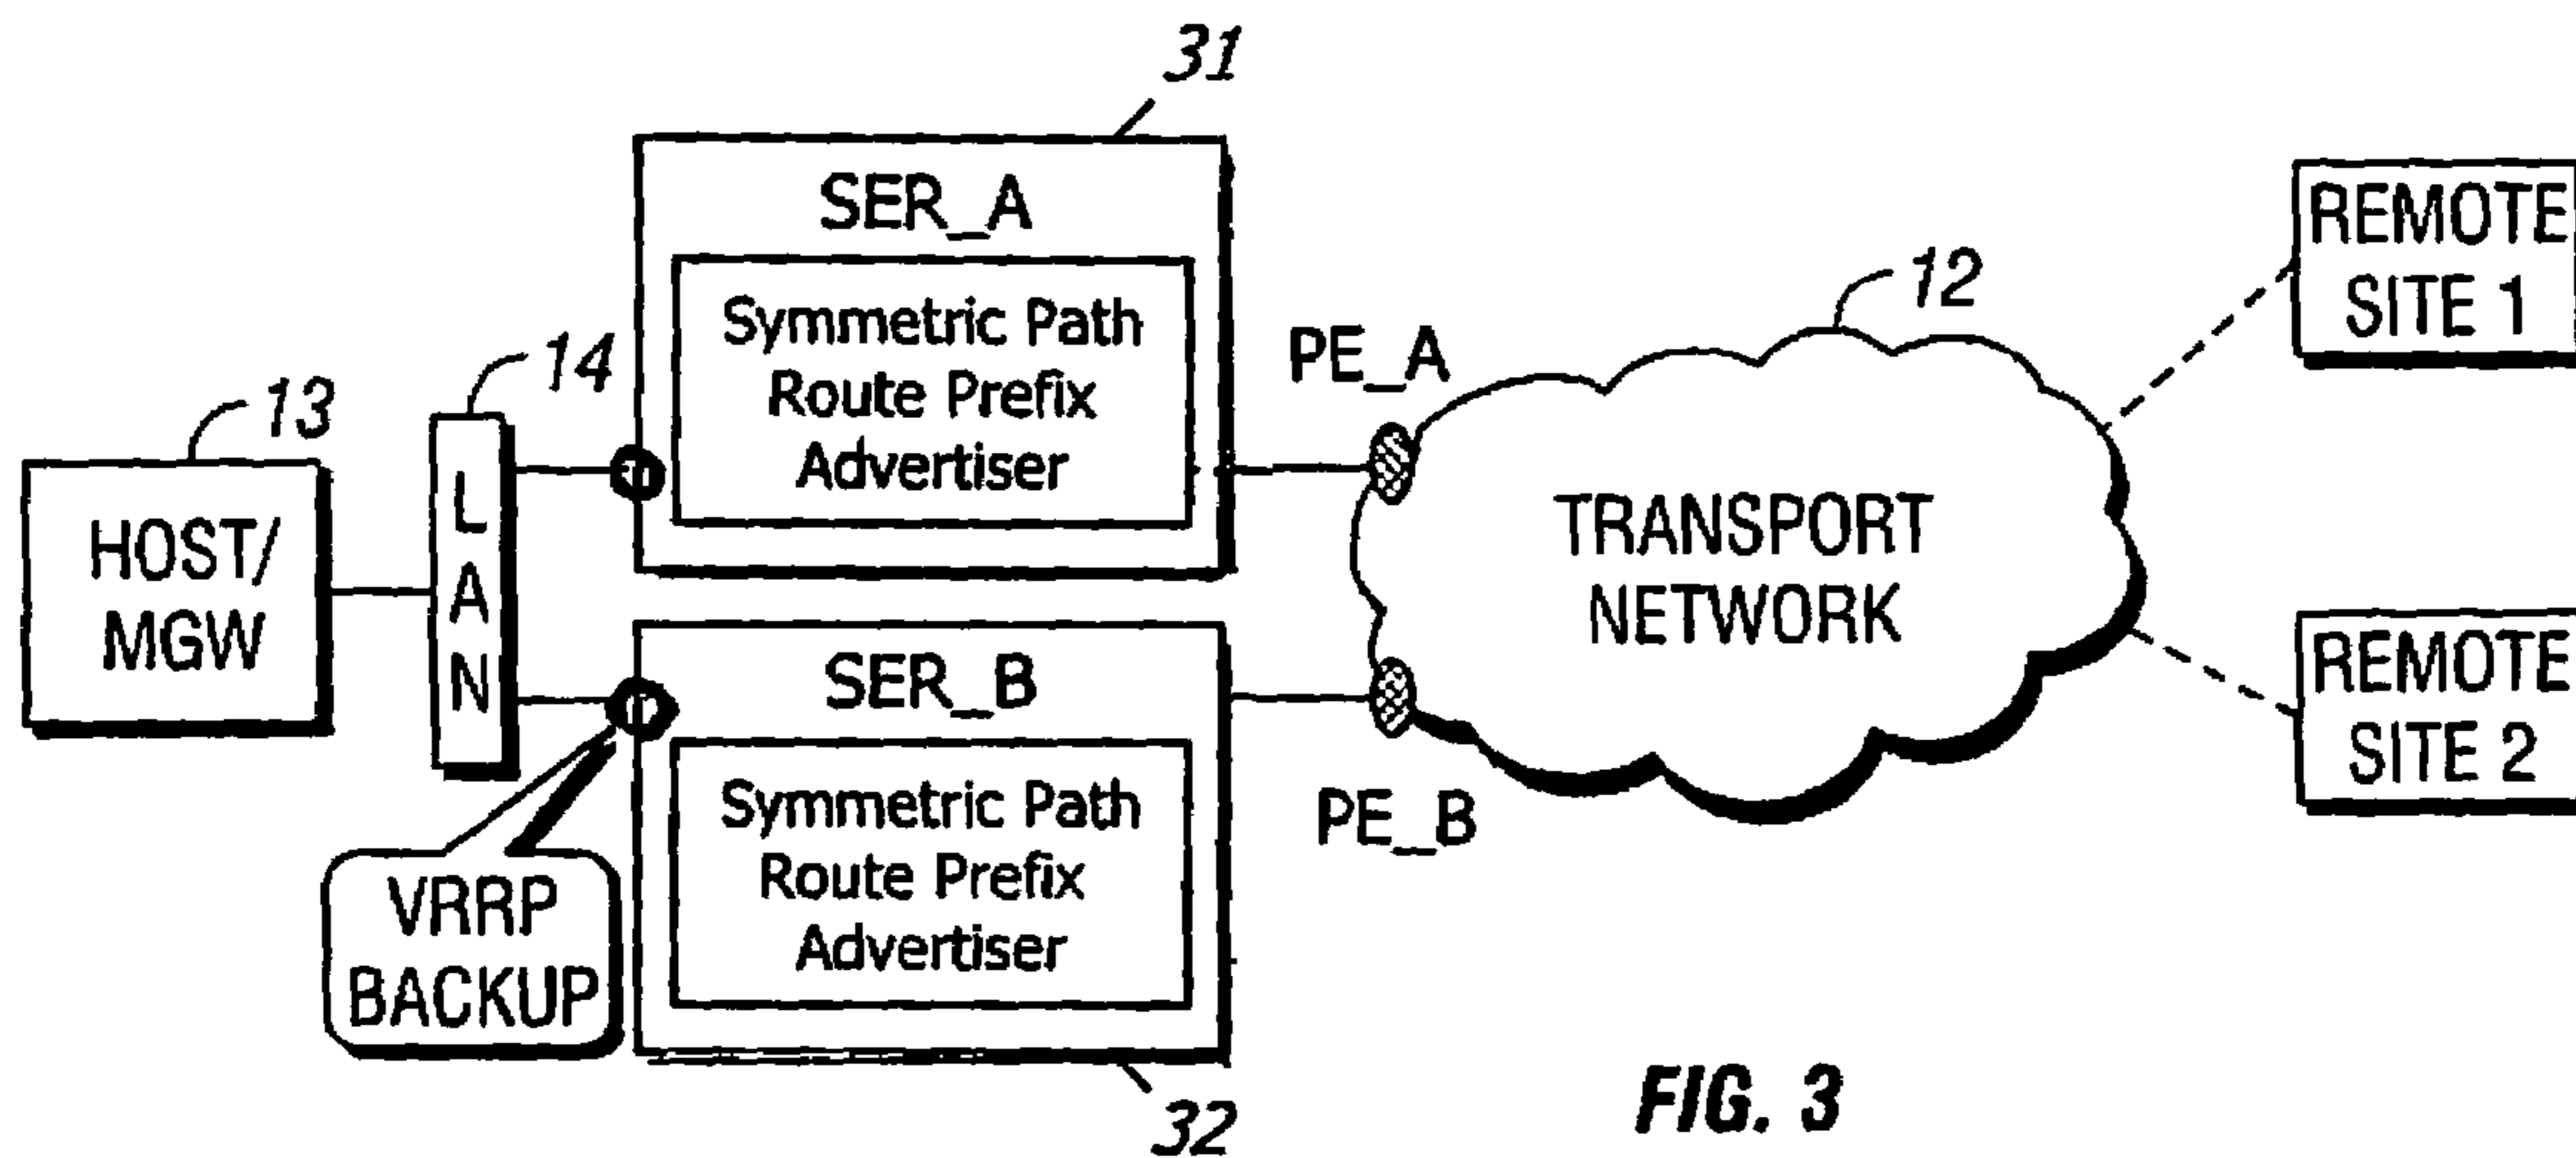 31
SER_A
Symmetric Path
Route Prefix
Advertiser
13
HOST/
MGW
14
LAN
PE_A
12
TRANSPORT
NETWORK
REMOTE
SITE 1
SER_B
Symmetric Path
Route Prefix
Advertiser
32
VRRP
BACKUP
PE_B
REMOTE
SITE 2
FIG. 3